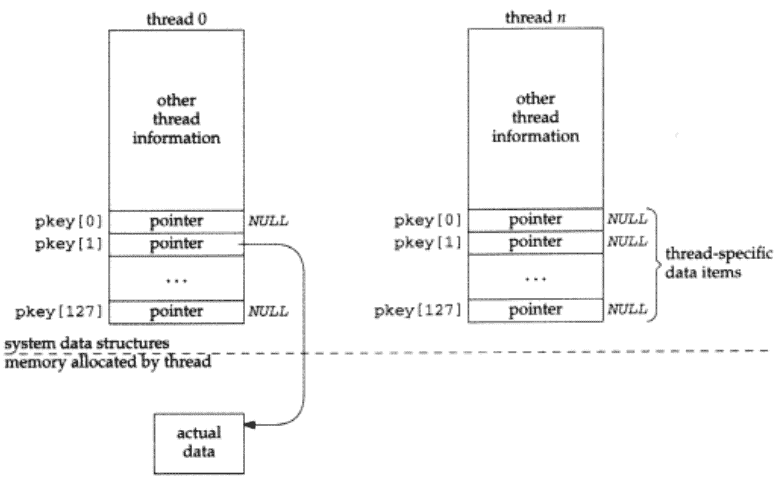 thread 0
other
thread
information
pkey[0] pointer NULL
pkey[1] pointer
...
pkey[127] pointer NULL
thread n
other
thread
information
pkey[0] pointer NULL
pkey[1] pointer NULL
...
pkey[127] pointer NULL
thread-specific
data items
system data structures
memory allocated by thread
actual
data